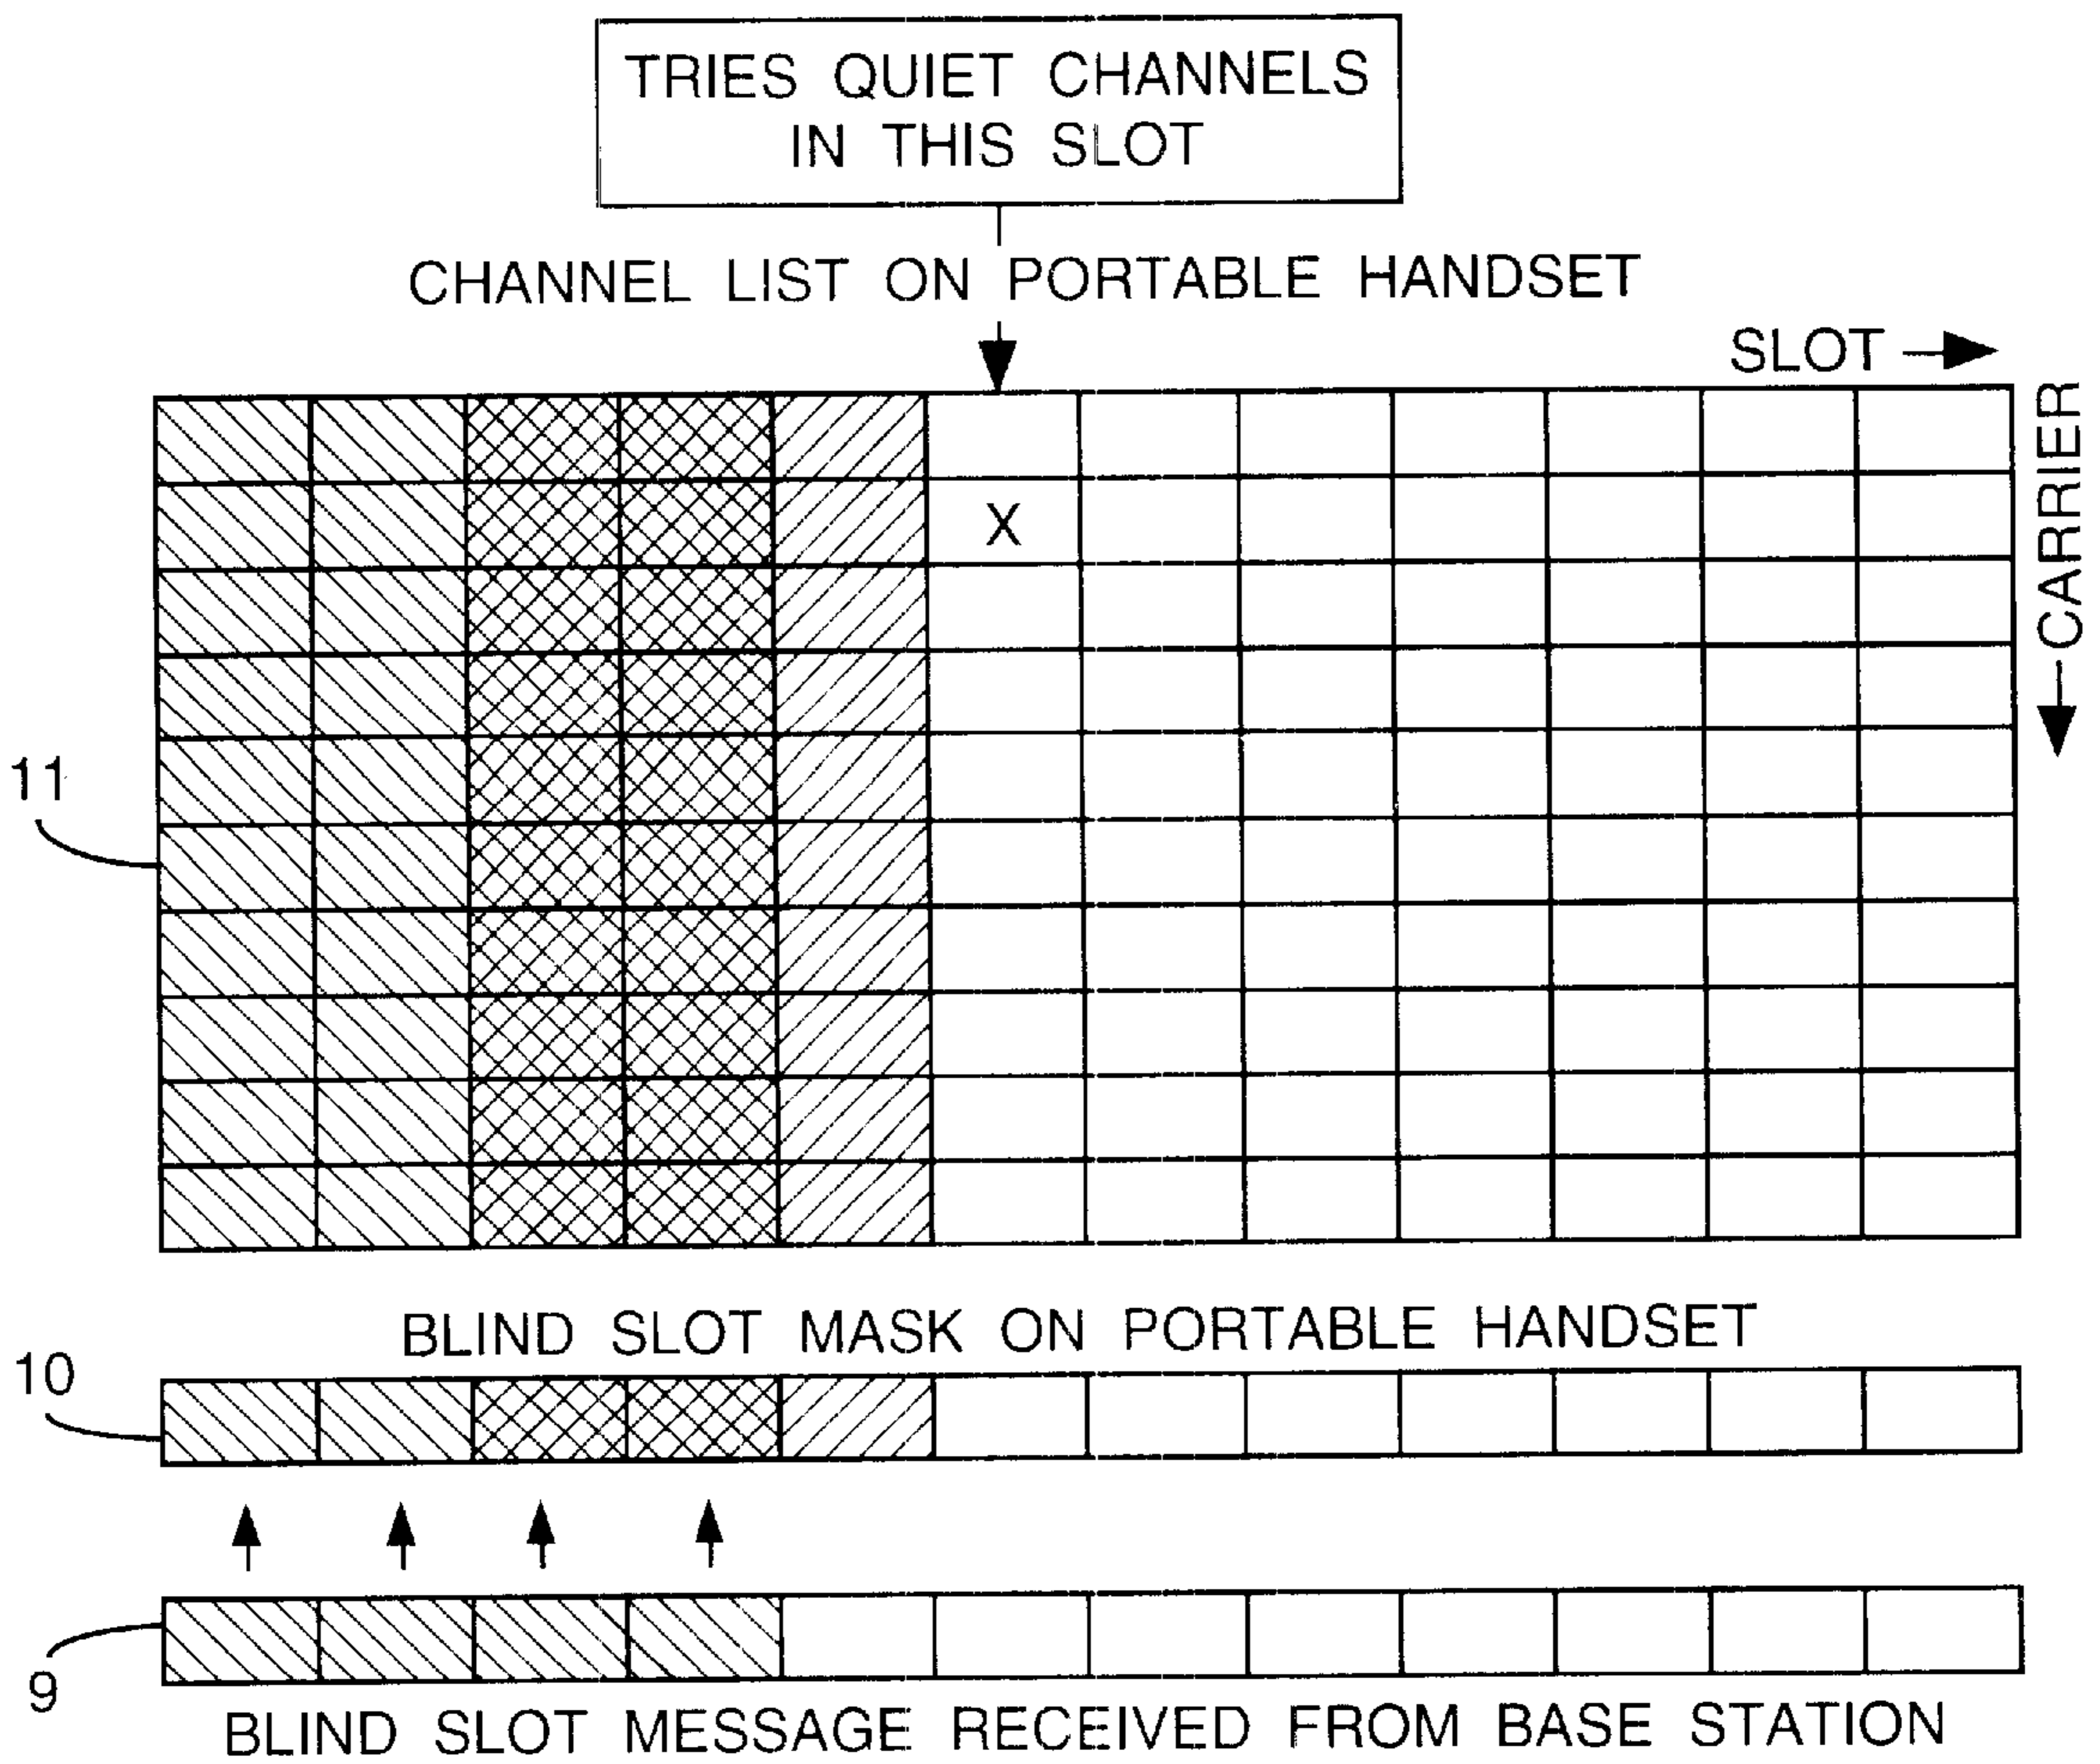 TRIES QUIET CHANNELS
IN THIS SLOT
CHANNEL LIST ON PORTABLE HANDSET
SLOT
CARRIER
X
11
BLIND SLOT MASK ON PORTABLE HANDSET
10
9
BLIND SLOT MESSAGE RECEIVED FROM BASE STATION